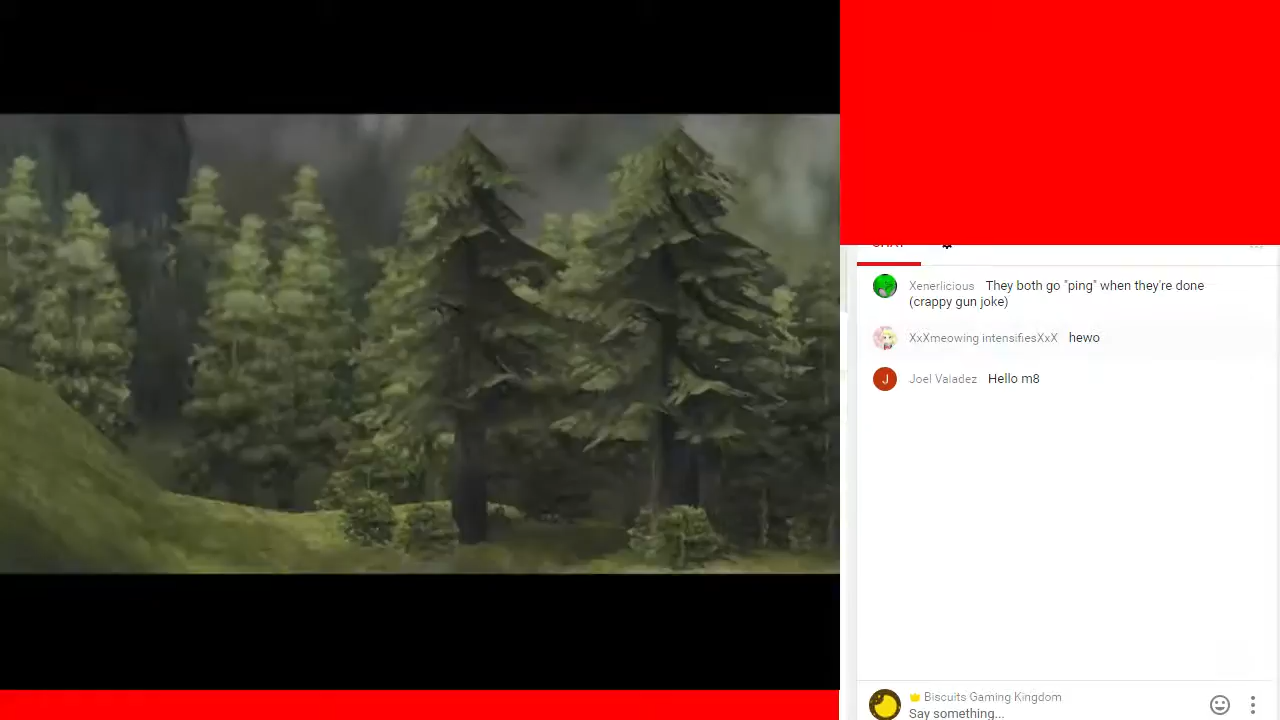 CHAT
Xenerlicious They both go "ping" when they're done
(crappy gun joke)
XxXmeowing intensifiesXxX hewo
Joel Valadez Hello m8
J
Biscuits Gaming Kingdom
Say something...